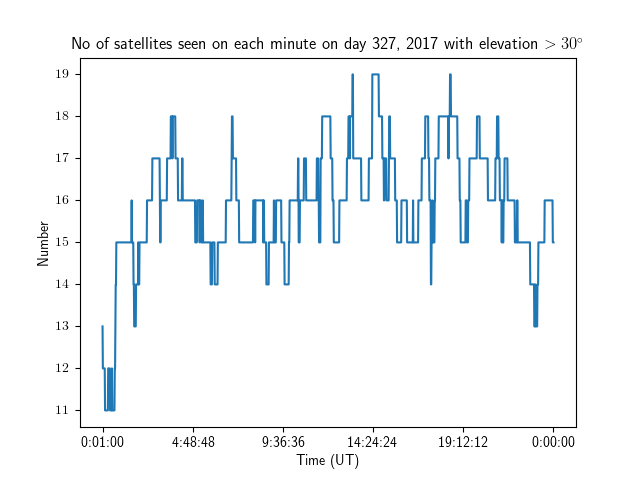 No of satellites seen on each minute on day 327, 2017 with elevation > 30°
19
18
17
16
15
14
13
12
11
Number
0:01:00 4:48:48 9:36:36 14:24:24 19:12:12 0:00:00
Time (UT)